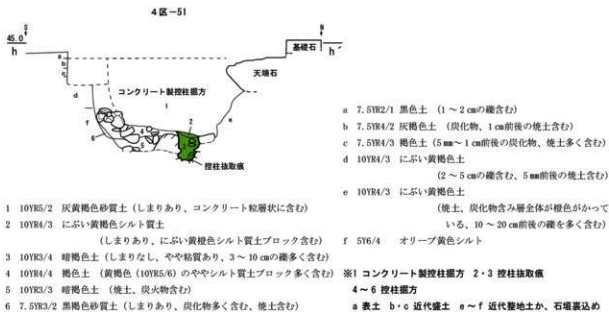 4区-51
S
N
45.0
h
h'
基礎石
天端石
a
b
c
d
コンクリート製控柱掘方
1
e
f
2
4
3
5
6
控柱抜取痕
1 10YR5/2 灰黄褐色砂質土(しまりあり、コンクリート粒層状に含む)
2 10YR4/3 にぶい黄褐色シルト質土
(しまりあり、にぶい黄橙色シルト質土ブロック含む)
3 10YR3/4 暗褐色土(しまりなし、やや粘質あり、3~10㎝の礫多く含む)
4 10YR4/4 褐色土 (黄褐色(10YR5/6)のややシルト質土ブロック多く含む)
5 10YR3/3 暗褐色土 (焼土、炭火物含む)
6 7.5YR3/2 黒褐色砂質土(しまりあり、炭化物多く含む、焼土含む)
a 7.5YR2/1 黒色土 (1~2㎝の礫含む)
b 7.5YR4/2 灰褐色土 (炭化物、1㎝前後の焼土含む)
c 7.5YR4/3 褐色土(5㎜~1㎝前後の炭化物、焼土多く含む)
d 10YR4/3 にぶい黄褐色土
(2~5㎝の礫含む、5㎜前後の焼土含む)
e 10YR4/3 にぶい黄褐色土
(焼土、炭化物含み層全体が橙色がかって
いる、10~20㎝前後の礫を多く含む)
f 5Y6/4 オリーブ黄色シルト
※1 コンクリート製控柱掘方 2・3 控柱抜取痕
4~6 控柱掘方
a 表土 b・c 近代盛土 e~f 近代整地土か、石垣裏込め